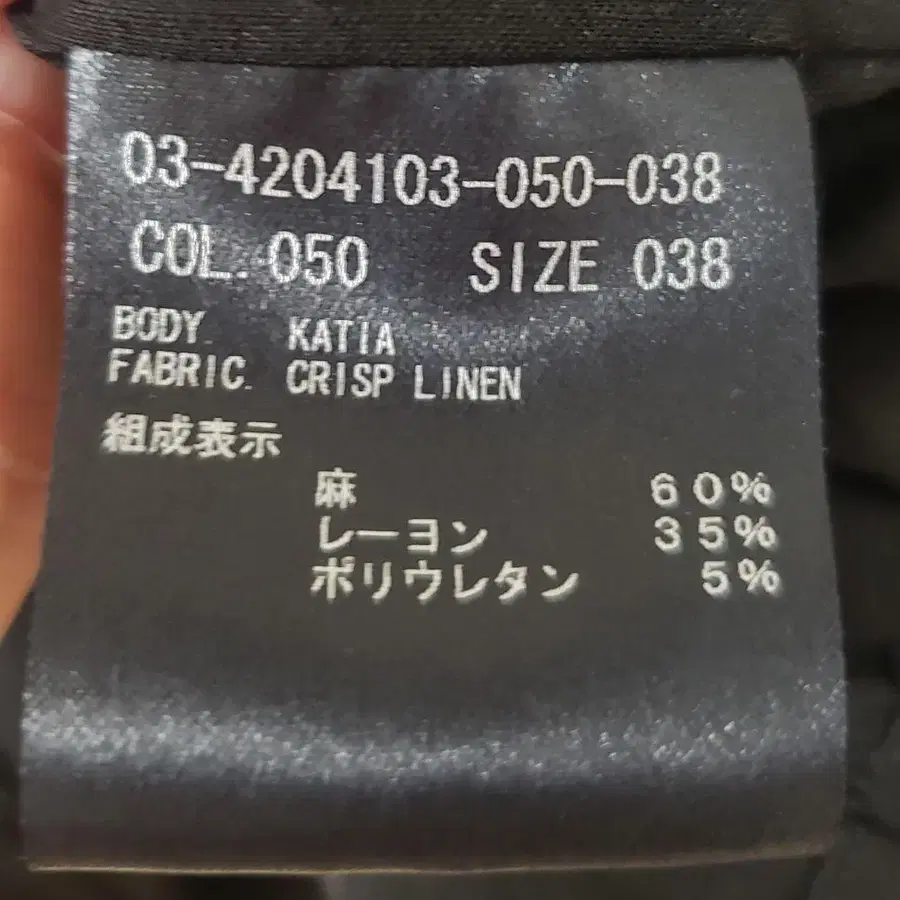 03-4204103-050-038
COL. 050 SIZE 038
BODY KATIA
FABRIC. CRISP LINEN
組成表示
麻 60%
レーヨン 35%
ポリウレタン 5%